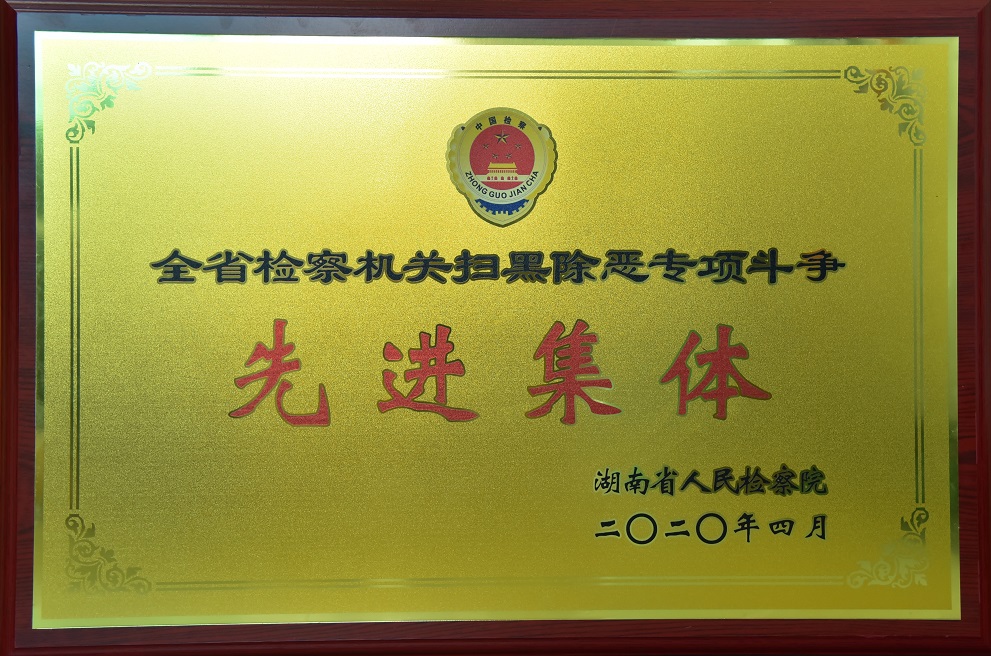 中国检察
ZHONG GUO JIAN CHA
全省检察机关扫黑除恶专项斗争
先进集体
湖南省人民检察院
二〇二〇年四月